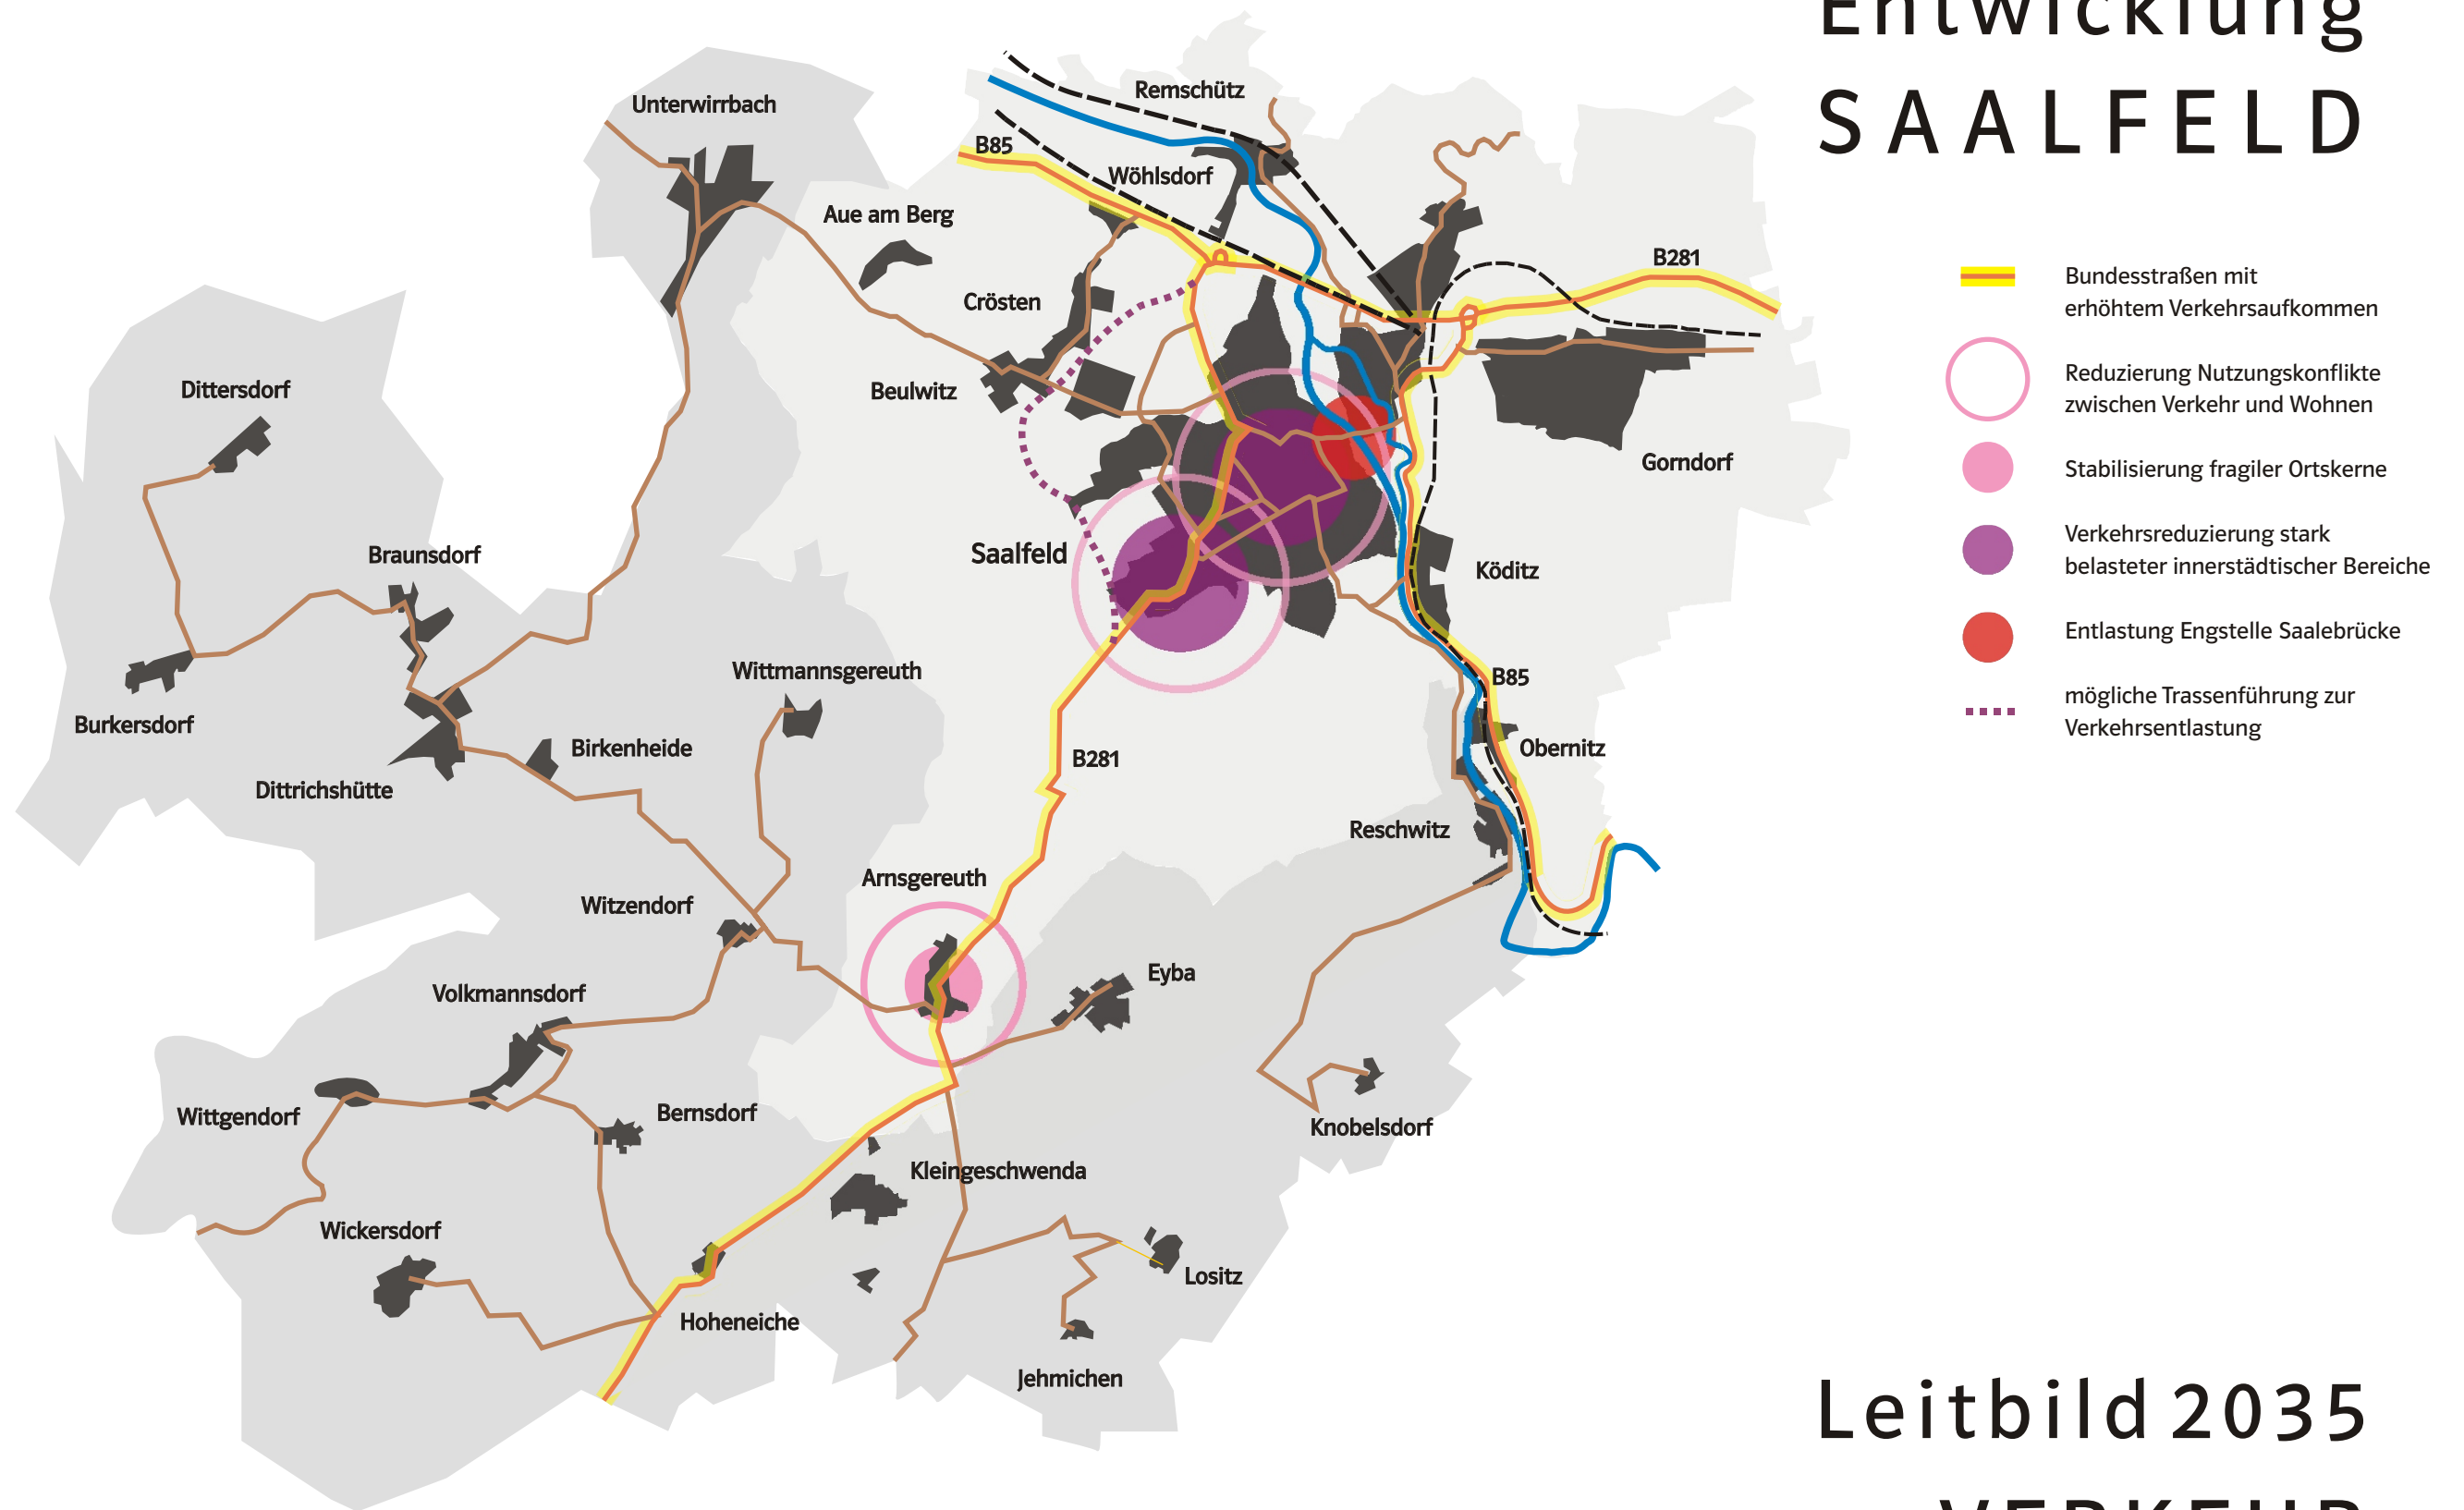 Entwicklung
SAALFELD
Unterwirrbach
Remschütz
B85
Wöhlsdorf
Aue am Berg
B281
Crösten
Beulwitz
Dittersdorf
Gorndorf
Braunsdorf
Saalfeld
Köditz
Wittmannsgereuth
B85
Burkersdorf
Birkenheide
Obernitz
B281
Dittrichshütte
Reschwitz
Arnsgereuth
Witzendorf
Eyba
Volkmannsdorf
Wittgendorf
Bernsdorf
Knobelsdorf
Kleingeschwenda
Wickersdorf
Lositz
Hoheneiche
Jehmichen
Bundesstraßen mit
erhöhtem Verkehrsaufkommen
Reduzierung Nutzungskonflikte
zwischen Verkehr und Wohnen
Stabilisierung fragiler Ortskerne
Verkehrsreduzierung stark
belasteter innerstädtischer Bereiche
Entlastung Engstelle Saalebrücke
mögliche Trassenführung zur
Verkehrsentlastung
Leitbild 2035
VERKEHR